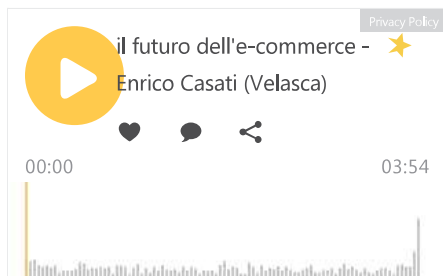 Privacy Policy
il futuro dell'e-commerce -
Enrico Casati (Velasca)
00:00
03:54